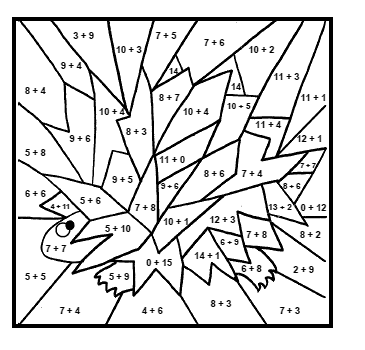 3 + 9
7 + 5
7 + 6
10 + 3
10 + 2
9 + 4
14
11 + 3
8 + 4
14
8 + 7
11 + 1
10 + 5
10 + 4
10 + 4
11 + 4
8 + 3
9 + 6
12 + 1
5 + 8
11 + 0
7 + 7
8 + 6
7 + 4
9 + 5
9 + 6
8 + 6
6 + 6
5 + 6
4 + 11
7 + 8
13 + 2
0 + 12
10 + 1
12 + 3
5 + 10
7 + 8
8 + 2
6 + 9
7 + 7
14 + 1
0 + 15
6 + 8
2 + 9
5 + 5
5 + 9
8 + 3
7 + 4
4 + 6
7 + 3